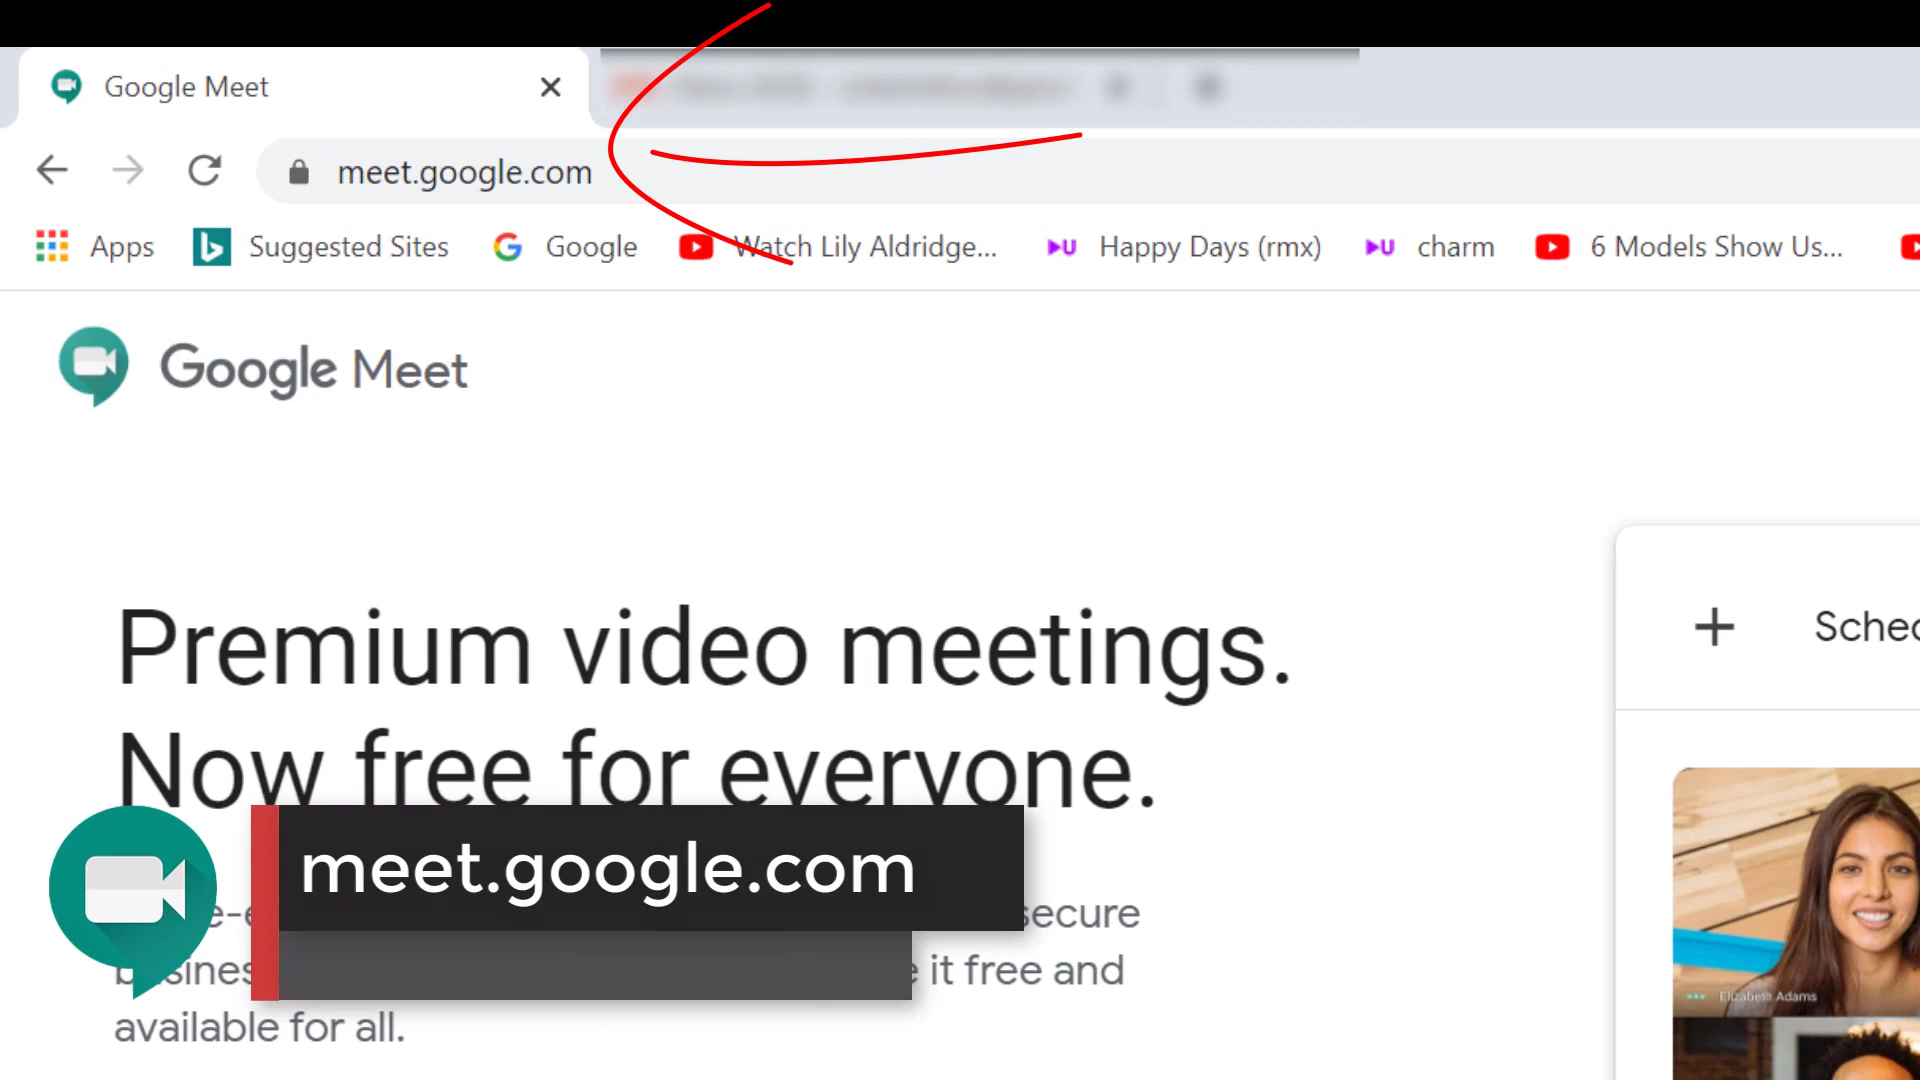 Google Meet
meet.google.com
Apps Suggested Sites Google Watch Lily Aldridge... Happy Days (rmx) charm 6 Models Show Us...
Google Meet
Premium video meetings.
Now free for everyone.
meet.google.com
secure
it free and
available for all.
Elizabeth Adams